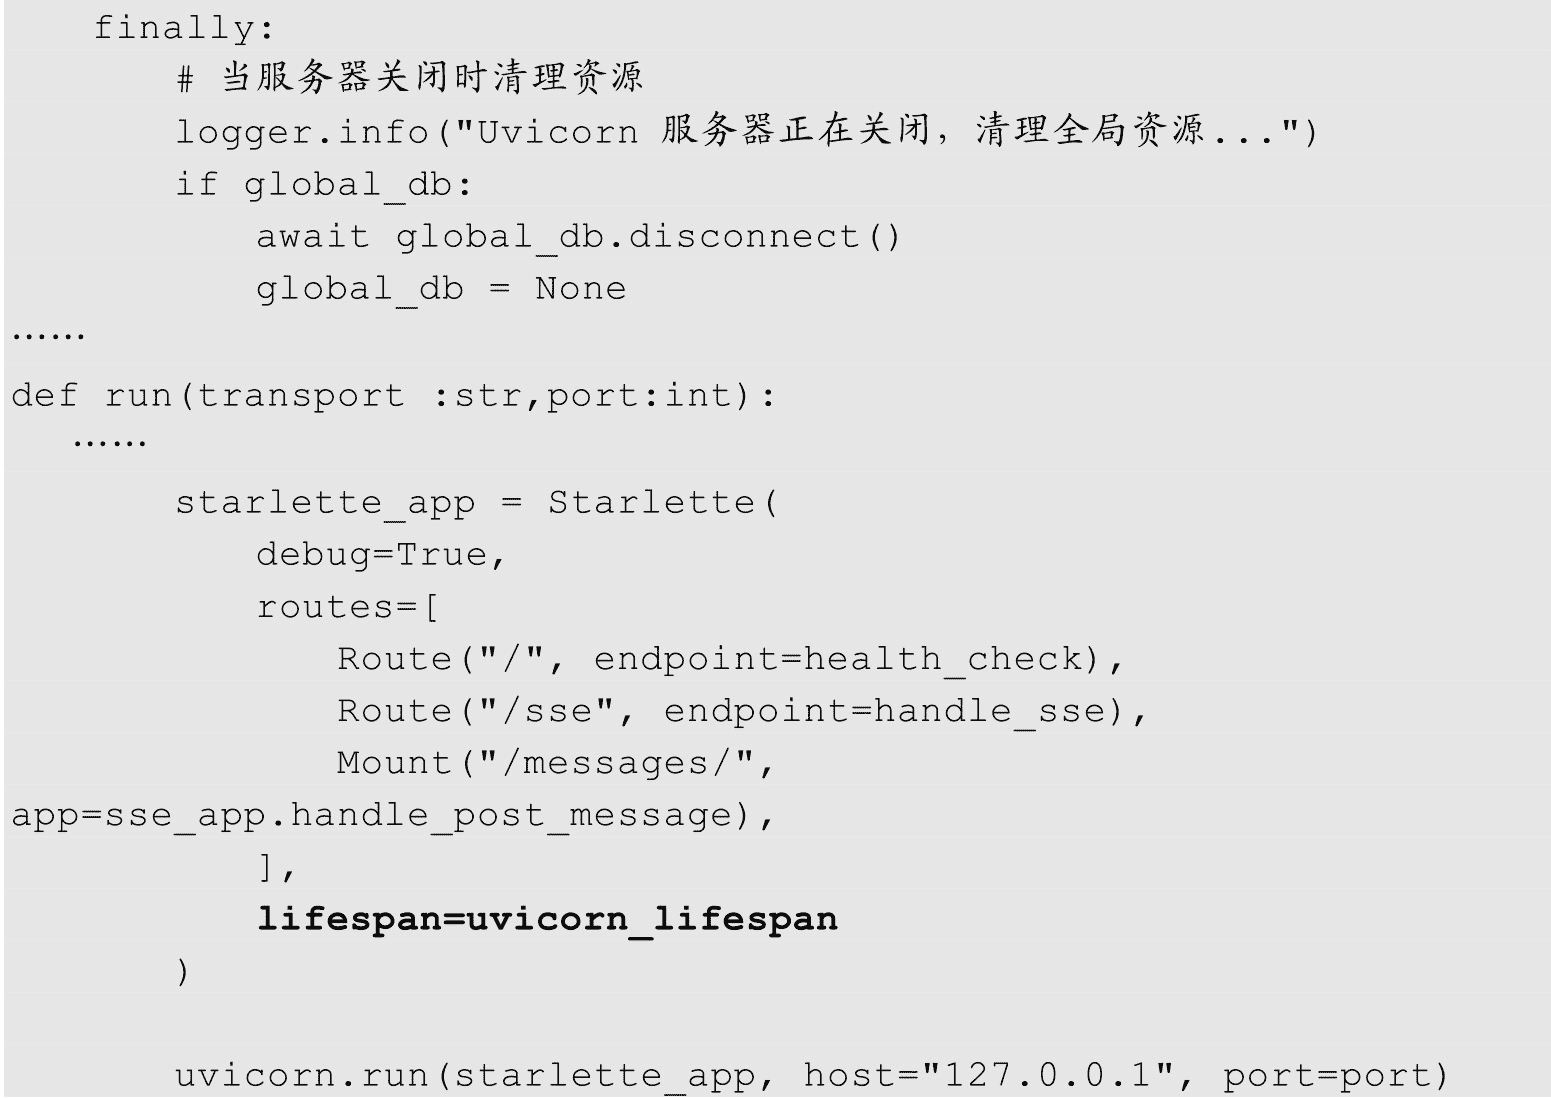 finally:
# 当服务器关闭时清理资源
logger.info("Uvicorn 服务器正在关闭，清理全局资源...")
if global_db:
await global_db.disconnect()
global_db = None
……
def run(transport :str,port:int):
……
starlette_app = Starlette(
debug=True,
routes=[
Route("/", endpoint=health_check),
Route("/sse", endpoint=handle_sse),
Mount("/messages/",
app=sse_app.handle_post_message),
],
lifespan=uvicorn_lifespan
)
uvicorn.run(starlette_app, host="127.0.0.1", port=port)